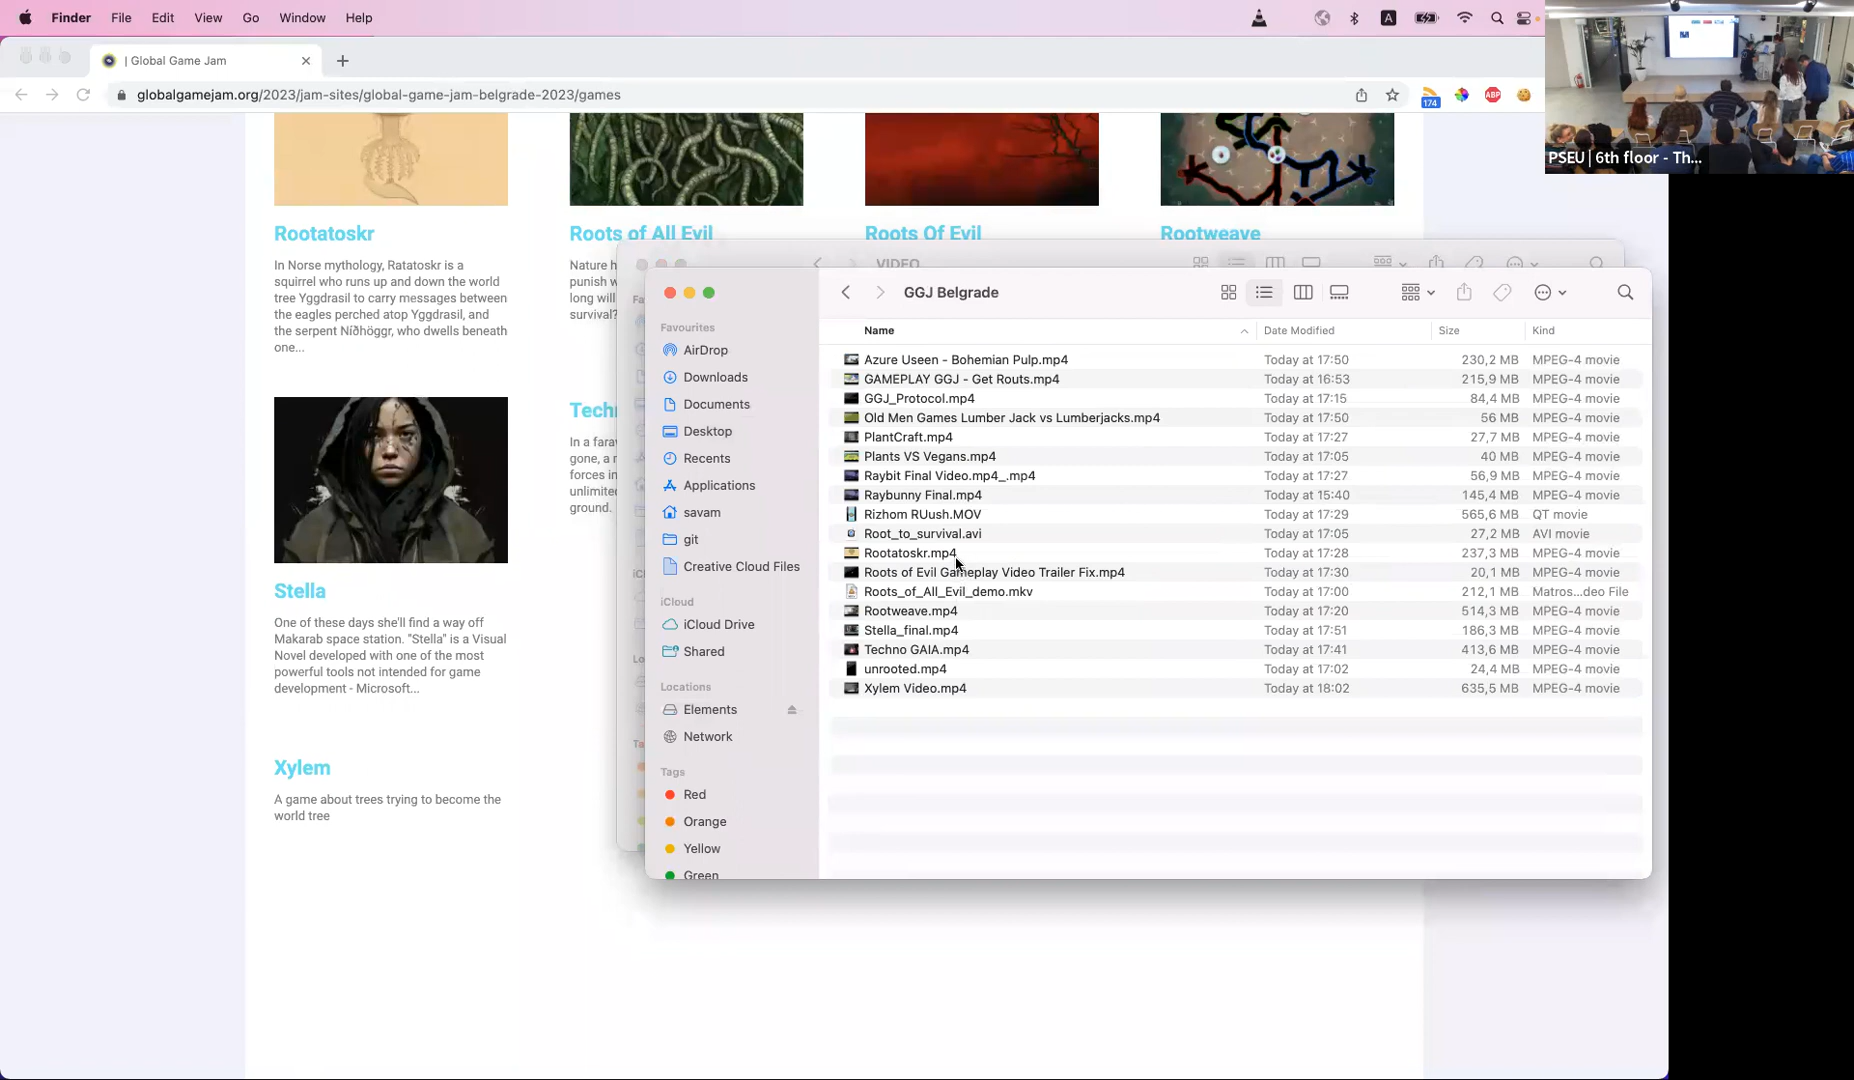 Finder File Edit View Go Window Help
A
| Global Game Jam
globalgamejam.org/2023/jam-sites/global-game-jam-belgrade-2023/games
174
ABP
PSEU | 6th floor - Th...
Rootatoskr
In Norse mythology, Ratatoskr is a
squirrel who runs up and down the world
tree Yggdrasil to carry messages between
the eagles perched atop Yggdrasil, and
the serpent Níðhöggr, who dwells beneath
one...
Roots of All Evil
Nature h
punish w
long will
survival?
Roots Of Evil
Rootweave
Stella
One of these days she'll find a way off
Makarab space station. "Stella" is a Visual
Novel developed with one of the most
powerful tools not intended for game
development - Microsoft...
Techn
In a fara
gone, a r
forces in
unlimited
ground.
Xylem
A game about trees trying to become the
world tree
VIDEO
GGJ Belgrade
Favourites
AirDrop
Downloads
Documents
Desktop
Recents
Applications
savam
git
Creative Cloud Files
iCloud
iCloud Drive
Shared
Locations
Elements
Network
Tags
Red
Orange
Yellow
Green
Name Date Modified Size Kind
Azure Useen - Bohemian Pulp.mp4 Today at 17:50 230,2 MB MPEG-4 movie
GAMEPLAY GGJ - Get Routs.mp4 Today at 16:53 215,9 MB MPEG-4 movie
GGJ_Protocol.mp4 Today at 17:15 84,4 MB MPEG-4 movie
Old Men Games Lumber Jack vs Lumberjacks.mp4 Today at 17:50 56 MB MPEG-4 movie
PlantCraft.mp4 Today at 17:27 27,7 MB MPEG-4 movie
Plants VS Vegans.mp4 Today at 17:05 40 MB MPEG-4 movie
Raybit Final Video.mp4_.mp4 Today at 17:27 56,9 MB MPEG-4 movie
Raybunny Final.mp4 Today at 15:40 145,4 MB MPEG-4 movie
Rizhom RUush.MOV Today at 17:29 565,6 MB QT movie
Root_to_survival.avi Today at 17:05 27,2 MB AVI movie
Rootatoskr.mp4 Today at 17:28 237,3 MB MPEG-4 movie
Roots of Evil Gameplay Video Trailer Fix.mp4 Today at 17:30 20,1 MB MPEG-4 movie
Roots_of_All_Evil_demo.mkv Today at 17:00 212,1 MB Matros...deo File
Rootweave.mp4 Today at 17:20 514,3 MB MPEG-4 movie
Stella_final.mp4 Today at 17:51 186,3 MB MPEG-4 movie
Techno GAIA.mp4 Today at 17:41 413,6 MB MPEG-4 movie
unrooted.mp4 Today at 17:02 24,4 MB MPEG-4 movie
Xylem Video.mp4 Today at 18:02 635,5 MB MPEG-4 movie